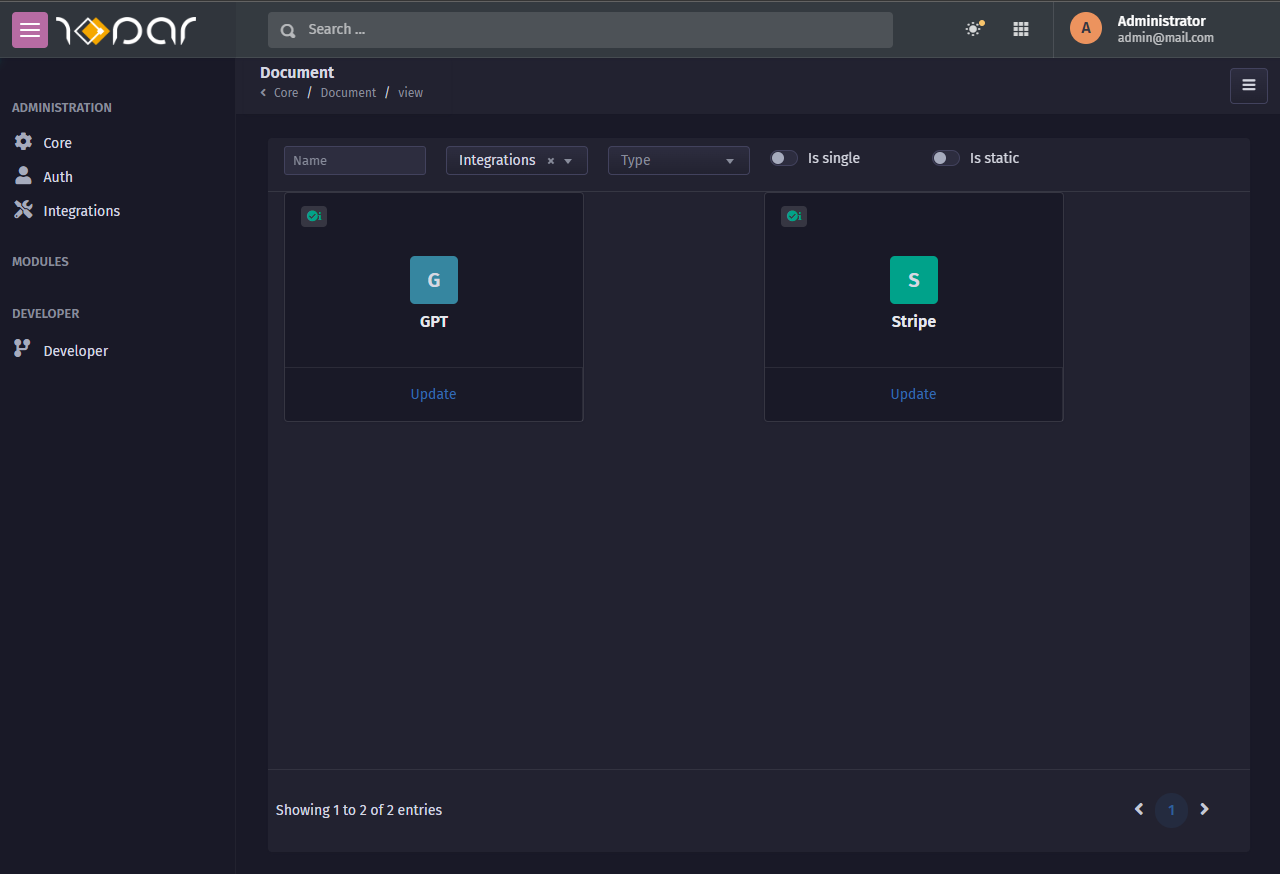 Search ...
A
Administrator
admin@mail.com
Document
Core / Document / view
ADMINISTRATION
Core
Auth
Integrations
MODULES
DEVELOPER
Developer
Name
Integrations ×
Type
Is single
Is static
i
G
GPT
Update
i
S
Stripe
Update
Showing 1 to 2 of 2 entries
1